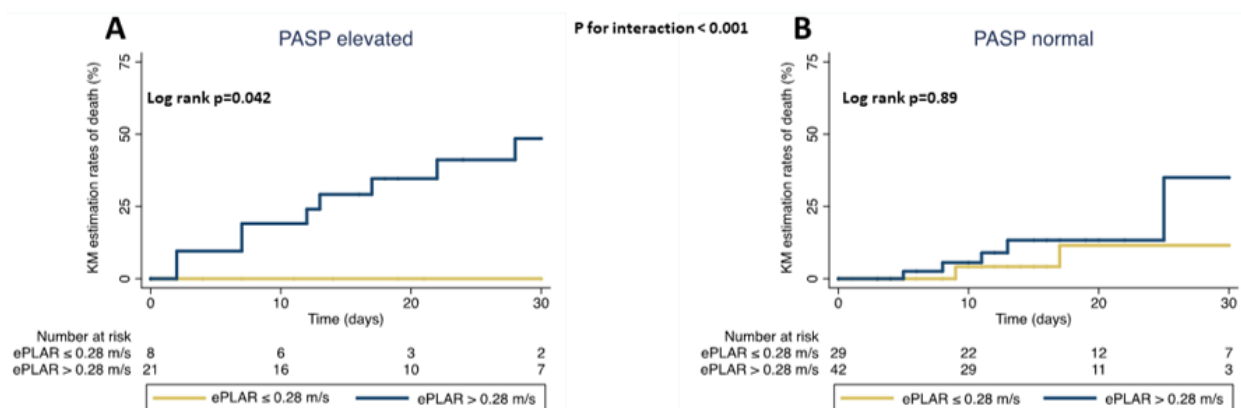 A
PASP elevated
Log rank p=0.042
KM estimation rates of death (%)
75
50
25
0
0 10 20 30
Time (days)
Number at risk
ePLAR ≤ 0.28 m/s 8 6 3 2
ePLAR > 0.28 m/s 21 16 10 7
ePLAR ≤ 0.28 m/s ePLAR > 0.28 m/s
P for interaction < 0.001
B
PASP normal
Log rank p=0.89
KM estimation rates of death (%)
75
50
25
0
0 10 20 30
Time (days)
Number at risk
ePLAR ≤ 0.28 m/s 29 22 12 7
ePLAR > 0.28 m/s 42 29 11 3
ePLAR ≤ 0.28 m/s ePLAR > 0.28 m/s